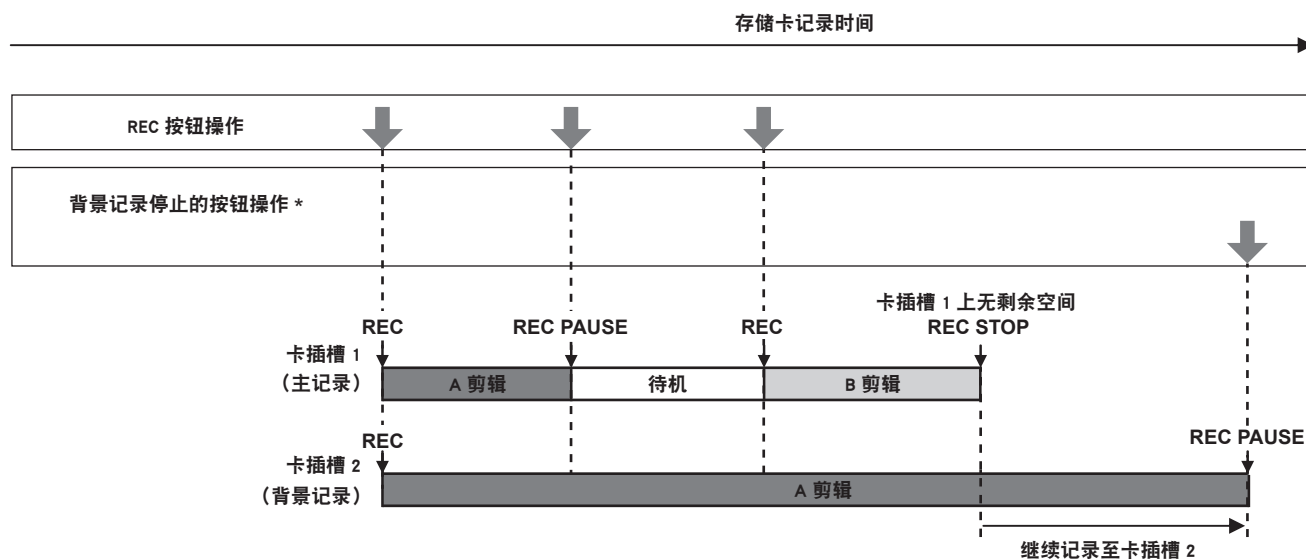 存储卡记录时间
REC 按钮操作
背景记录停止的按钮操作 *
卡插槽 1 上无剩余空间
REC
REC PAUSE
REC
REC STOP
卡插槽 1
（主记录）
A 剪辑
待机
B 剪辑
REC
REC PAUSE
卡插槽 2
（背景记录）
A 剪辑
继续记录至卡插槽 2